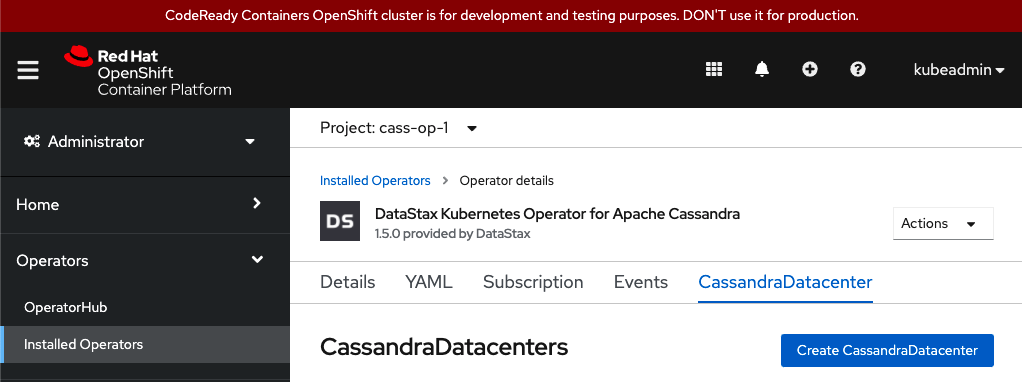 CodeReady Containers OpenShift cluster is for development and testing purposes. DON'T use it for production.
Red Hat
OpenShift
Container Platform
kubeadmin
Administrator
Project: cass-op-1
Installed Operators
Operator details
Home
DS
DataStax Kubernetes Operator for Apache Cassandra
1.5.0 provided by DataStax
Actions
Operators
Details
YAML
Subscription
Events
CassandraDatacenter
OperatorHub
Installed Operators
CassandraDatacenters
Create CassandraDatacenter